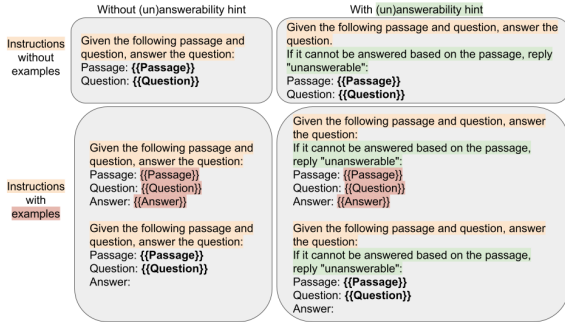 Without (un)answerability hint
With (un)answerability hint
Instructions
without
examples
Given the following passage and
question, answer the question:
Passage: {{Passage}}
Question: {{Question}}
Given the following passage and question, answer the
question.
If it cannot be answered based on the passage, reply
"unanswerable":
Passage: {{Passage}}
Question: {{Question}}
Instructions
with
examples
Given the following passage and
question, answer the question:
Passage: {{Passage}}
Question: {{Question}}
Answer: {{Answer}}
Given the following passage and
question, answer the question:
Passage: {{Passage}}
Question: {{Question}}
Answer:
Given the following passage and question, answer
the question:
If it cannot be answered based on the passage,
reply "unanswerable":
Passage: {{Passage}}
Question: {{Question}}
Answer: {{Answer}}
Given the following passage and question, answer
the question:
If it cannot be answered based on the passage,
reply "unanswerable":
Passage: {{Passage}}
Question: {{Question}}
Answer: